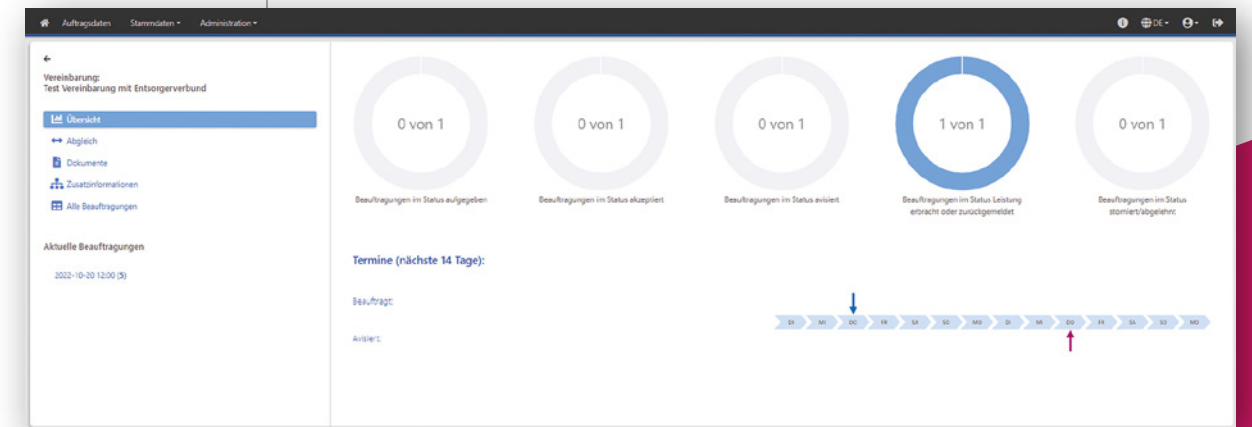 Auftragsdaten Stammdaten Administration DE
Vereinbarung:
Test Vereinbarung mit Entsorgerverbund
Übersicht
Abgleich
Dokumente
Zusatzinformationen
Alle Beauftragungen
Aktuelle Beauftragungen
2022-10-20 12:00 (5)
0 von 1
Beauftragungen im Status aufgegeben
0 von 1
Beauftragungen im Status akzeptiert
0 von 1
Beauftragungen im Status avisiert
1 von 1
Beauftragungen im Status Leistung
erbracht oder zurückgemeldet
0 von 1
Beauftragungen im Status
storniert/abgelehnt
Termine (nächste 14 Tage):
Beauftragt:
DI MI DO FR SA SO MO DI MI DO FR SA SO MO
Avisiert: